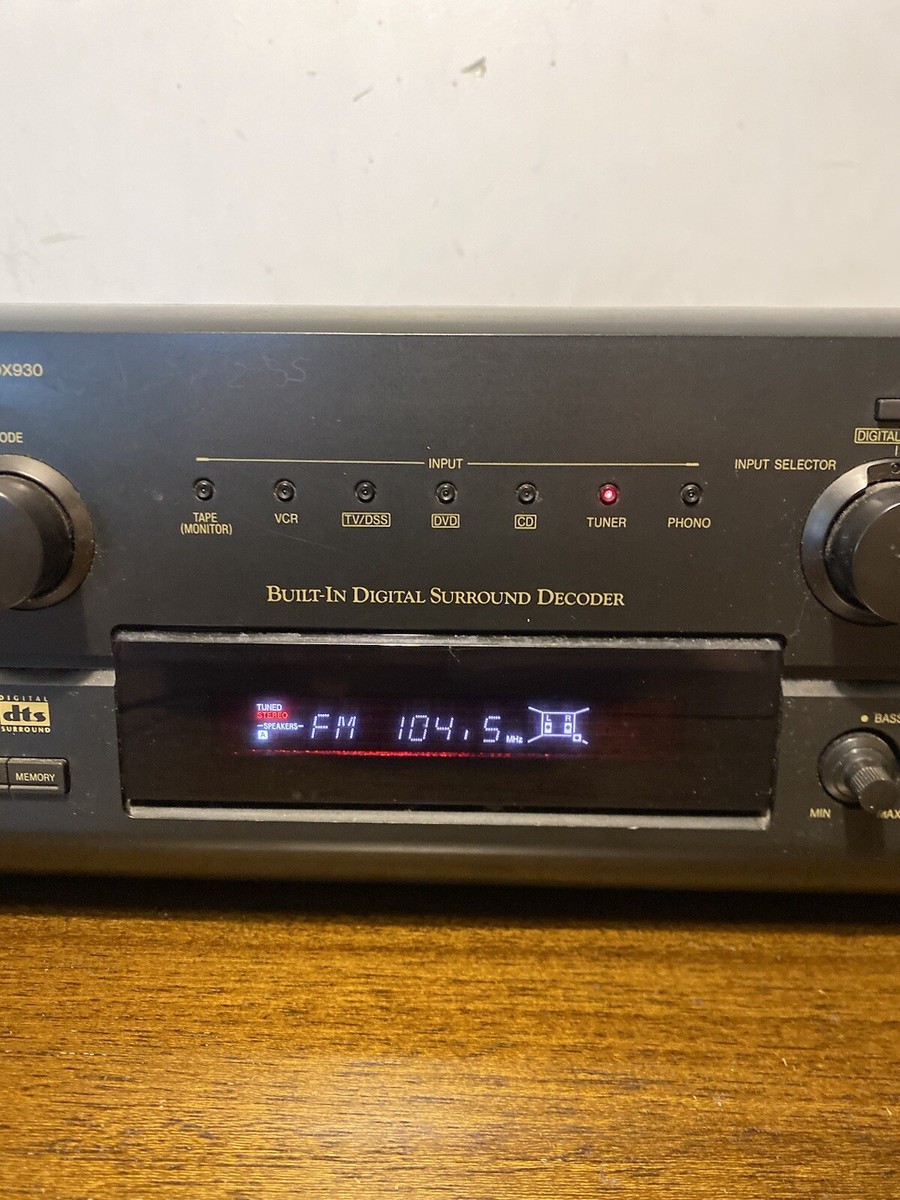 DX930
ODE
DIGITAL
INPUT
INPUT SELECTOR
TAPE
(MONITOR)
VCR
TV/DSS
DVD
CD
TUNER
PHONO
BUILT-IN DIGITAL SURROUND DECODER
DIGITAL
dts
SURROUND
MEMORY
TUNED
STEREO
SPEAKERS
A
FM 104.5 MHz
L R
BASS
MIN
MAX